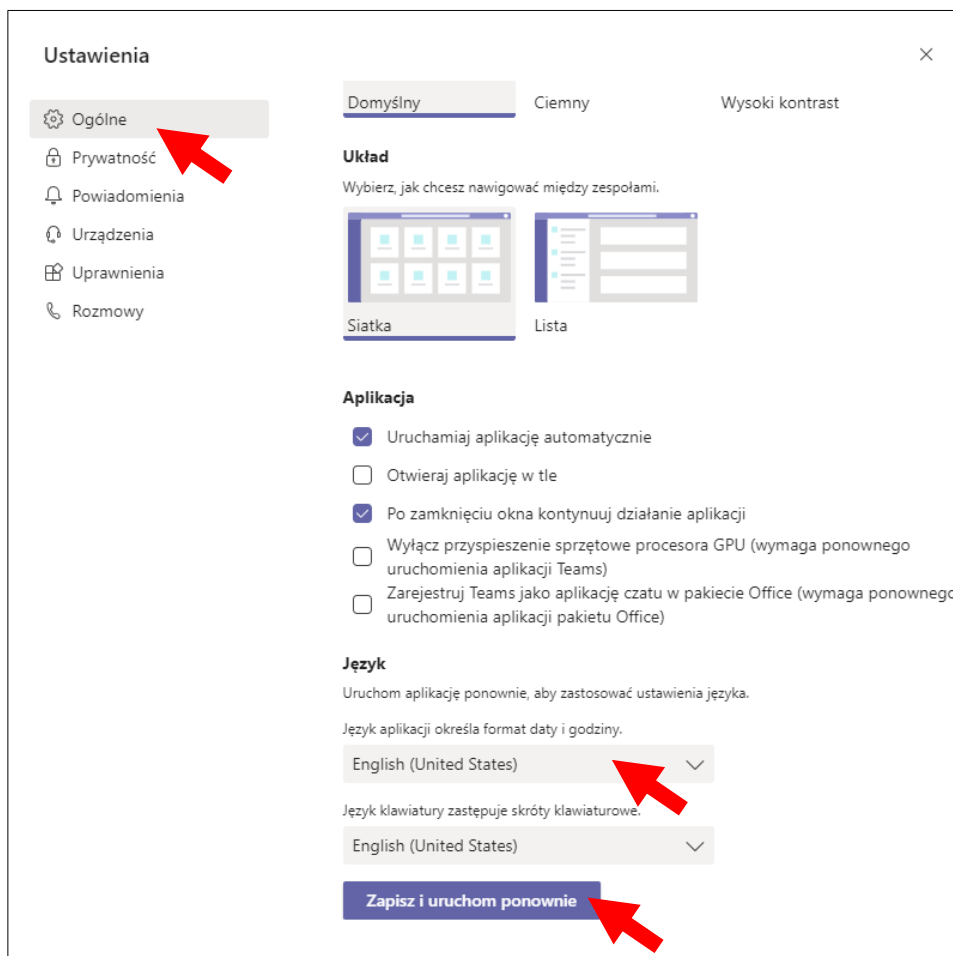 Ustawienia
Ogólne
Prywatność
Powiadomienia
Urządzenia
Uprawnienia
Rozmowy
Domyślny
Ciemny
Wysoki kontrast
Układ
Wybierz, jak chcesz nawigować między zespołami.
Siatka
Lista
Aplikacja
Uruchamiaj aplikację automatycznie
Otwieraj aplikację w tle
Po zamknięciu okna kontynuuj działanie aplikacji
Wyłącz przyspieszenie sprzętowe procesora GPU (wymaga ponownego
uruchomienia aplikacji Teams)
Zarejestruj Teams jako aplikację czatu w pakiecie Office (wymaga ponownego
uruchomienia aplikacji pakietu Office)
Język
Uruchom aplikację ponownie, aby zastosować ustawienia języka.
Język aplikacji określa format daty i godziny.
English (United States)
Język klawiatury zastępuje skróty klawiaturowe.
English (United States)
Zapisz i uruchom ponownie